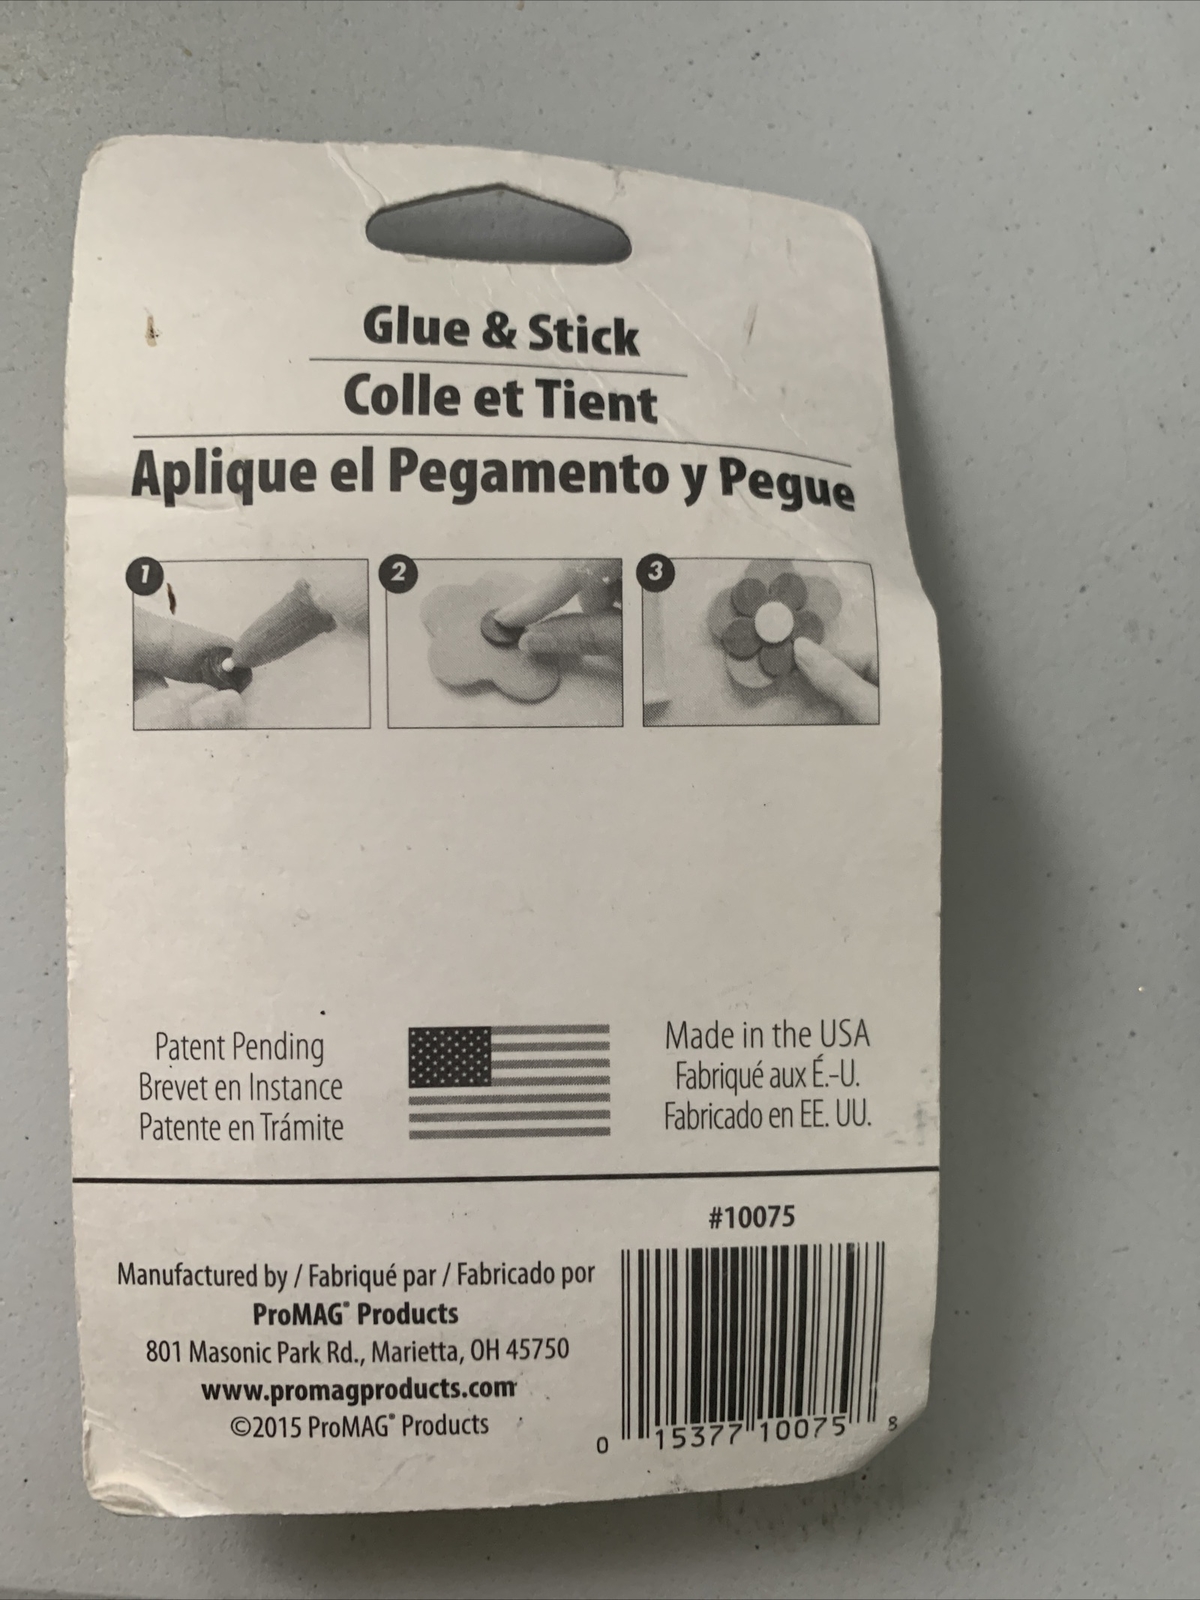 Glue & Stick
Colle et Tient
Aplique el Pegamento y Pegue
1
2
3
Patent Pending
Brevet en Instance
Patente en Trámite
Made in the USA
Fabriqué aux É.-U.
Fabricado en EE. UU.
#10075
Manufactured by / Fabriqué par / Fabricado por
ProMAG® Products
801 Masonic Park Rd., Marietta, OH 45750
www.promagproducts.com
©2015 ProMAG® Products
0 15377 10075 8